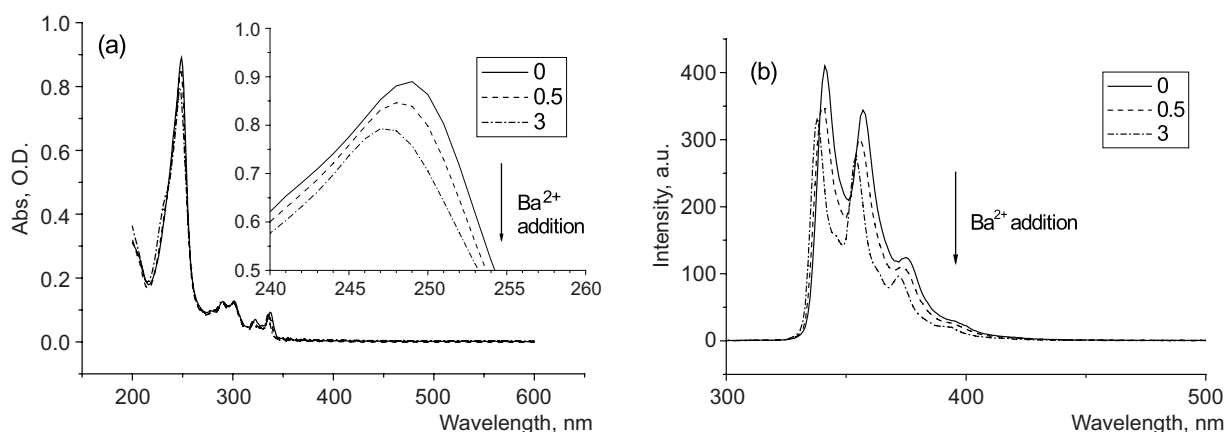 (a)
Abs, O.D.
1.0
0.8
0.6
0.4
0.2
0.0
200 300 400 500 600
Wavelength, nm
1.0
0.9
0.8
0.7
0.6
0.5
240 245 250 255 260
0
0.5
3
Ba²⁺
addition
(b)
Intensity, a.u.
400
300
200
100
0
300 400 500
Wavelength, nm
0
0.5
3
Ba²⁺ addition